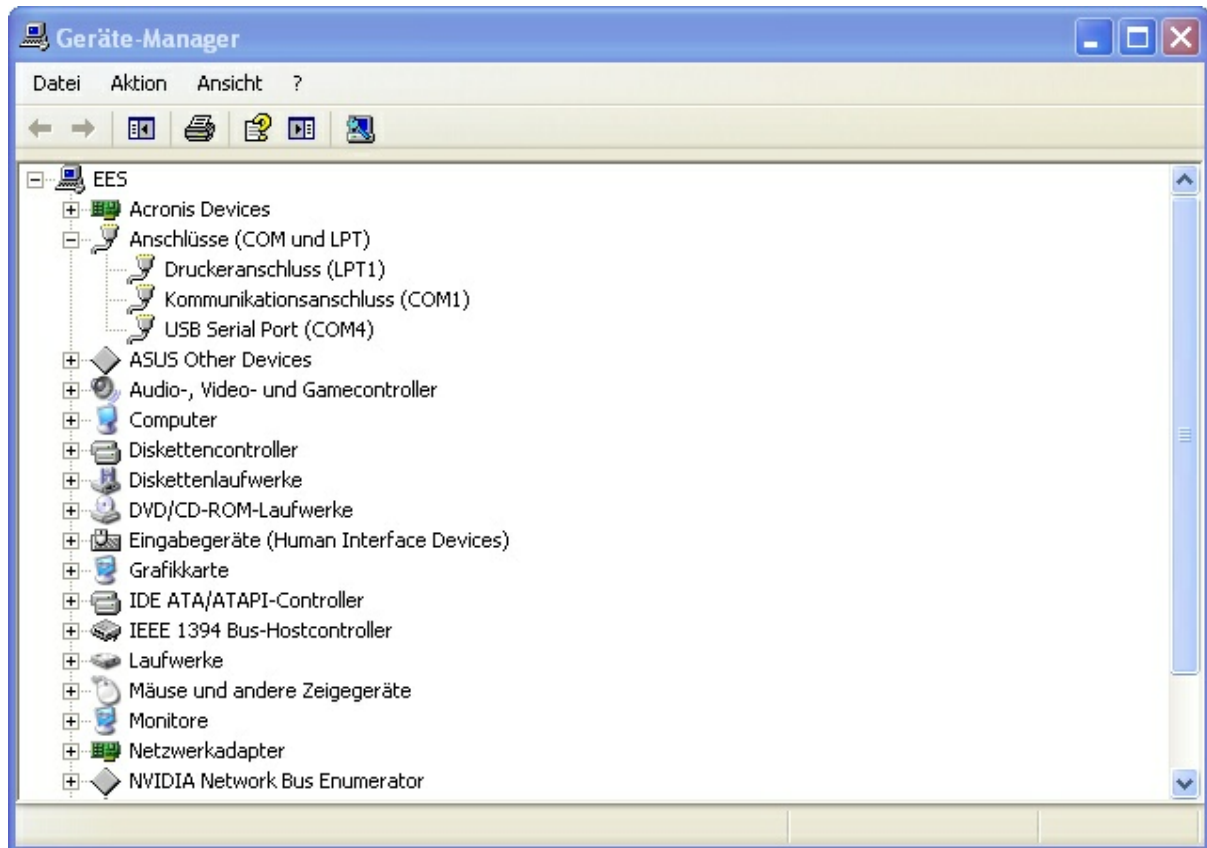 Geräte-Manager
Datei Aktion Ansicht ?
EES
Acronis Devices
Anschlüsse (COM und LPT)
Druckeranschluss (LPT1)
Kommunikationsanschluss (COM1)
USB Serial Port (COM4)
ASUS Other Devices
Audio-, Video- und Gamecontroller
Computer
Diskettencontroller
Diskettenlaufwerke
DVD/CD-ROM-Laufwerke
Eingabegeräte (Human Interface Devices)
Grafikkarte
IDE ATA/ATAPI-Controller
IEEE 1394 Bus-Hostcontroller
Laufwerke
Mäuse und andere Zeigegeräte
Monitore
Netzwerkadapter
NVIDIA Network Bus Enumerator